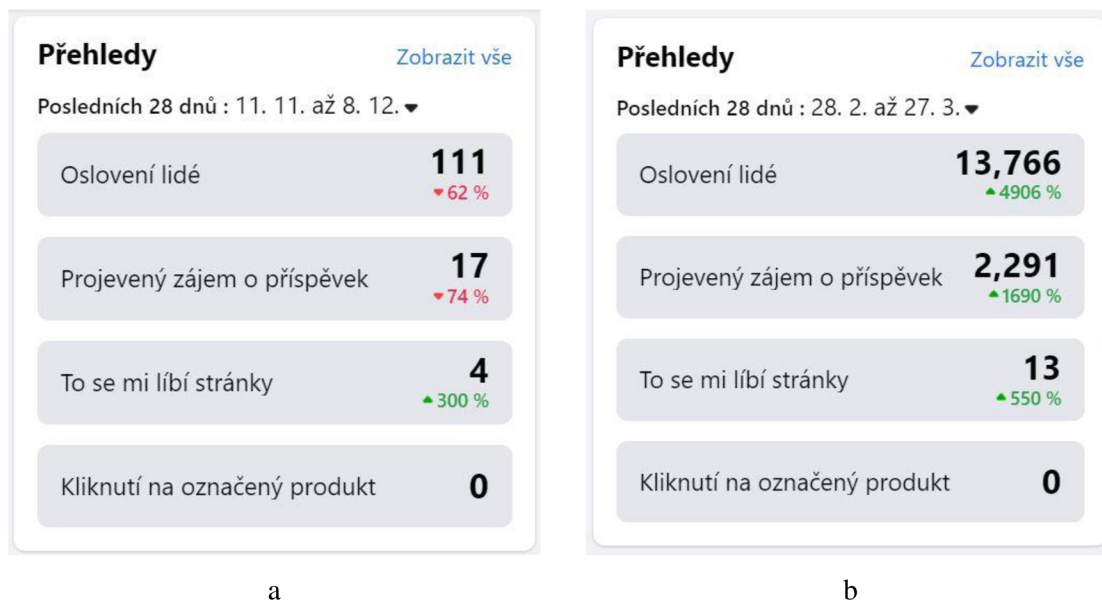 Přehledy Zobrazit vše
Posledních 28 dnů : 11. 11. až 8. 12.
Oslovení lidé 111
62 %
Projevený zájem o příspěvek 17
74 %
To se mi líbí stránky 4
300 %
Kliknutí na označený produkt 0
a
Přehledy Zobrazit vše
Posledních 28 dnů : 28. 2. až 27. 3.
Oslovení lidé 13,766
4906 %
Projevený zájem o příspěvek 2,291
1690 %
To se mi líbí stránky 13
550 %
Kliknutí na označený produkt 0
b